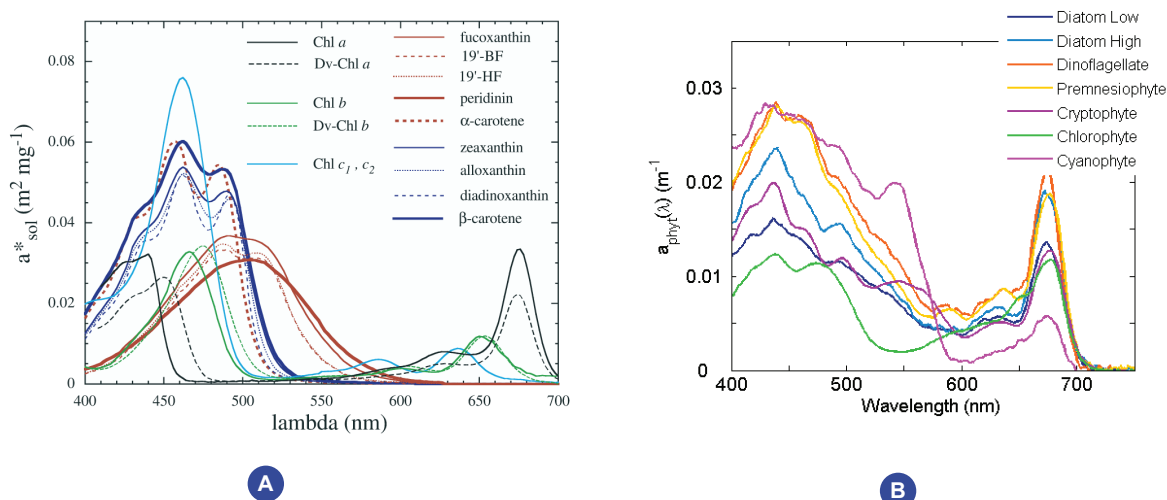 Chl a
Dv-Chl a
Chl b
Dv-Chl b
Chl c1 , c2
fucoxanthin
19'-BF
19'-HF
peridinin
α-carotene
zeaxanthin
alloxanthin
diadinoxanthin
β-carotene
0.08
0.06
0.04
0.02
0
a*sol (m2 mg-1)
400
450
500
550
600
650
700
lambda (nm)
A
Diatom Low
Diatom High
Dinoflagellate
Premnesiophyte
Cryptophyte
Chlorophyte
Cyanophyte
0.03
0.02
0.01
0
aphyt(λ) (m-1)
400
500
600
700
Wavelength (nm)
B